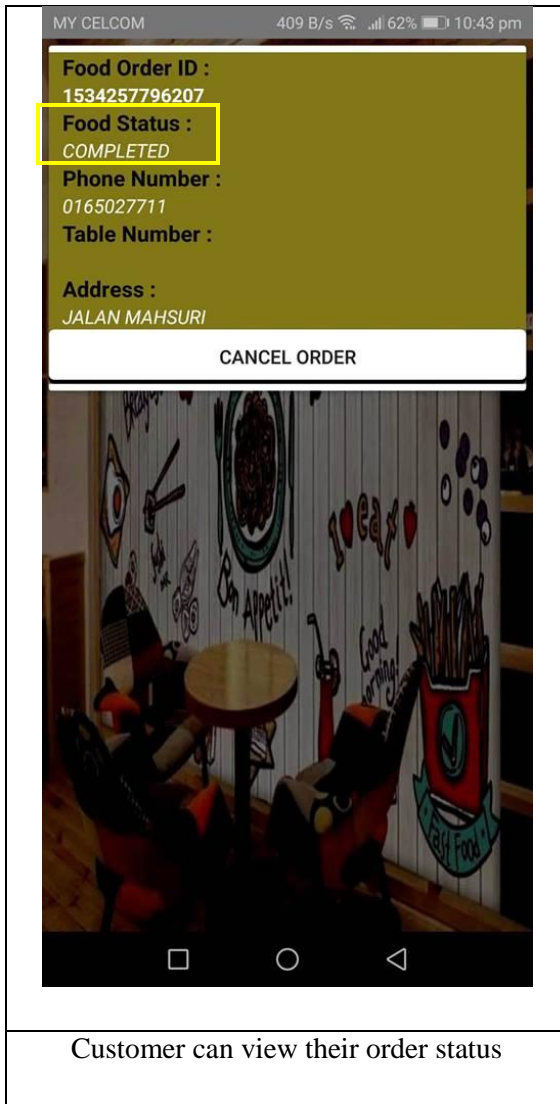 MY CELCOM 409 B/s 62% 10:43 pm
Food Order ID :
1534257796207
Food Status :
COMPLETED
Phone Number :
0165027711
Table Number :
Address :
JALAN MAHSURI
CANCEL ORDER
Breakfast
I eat
Bon Appetit!
Good
morning!
Fast Food
Customer can view their order status